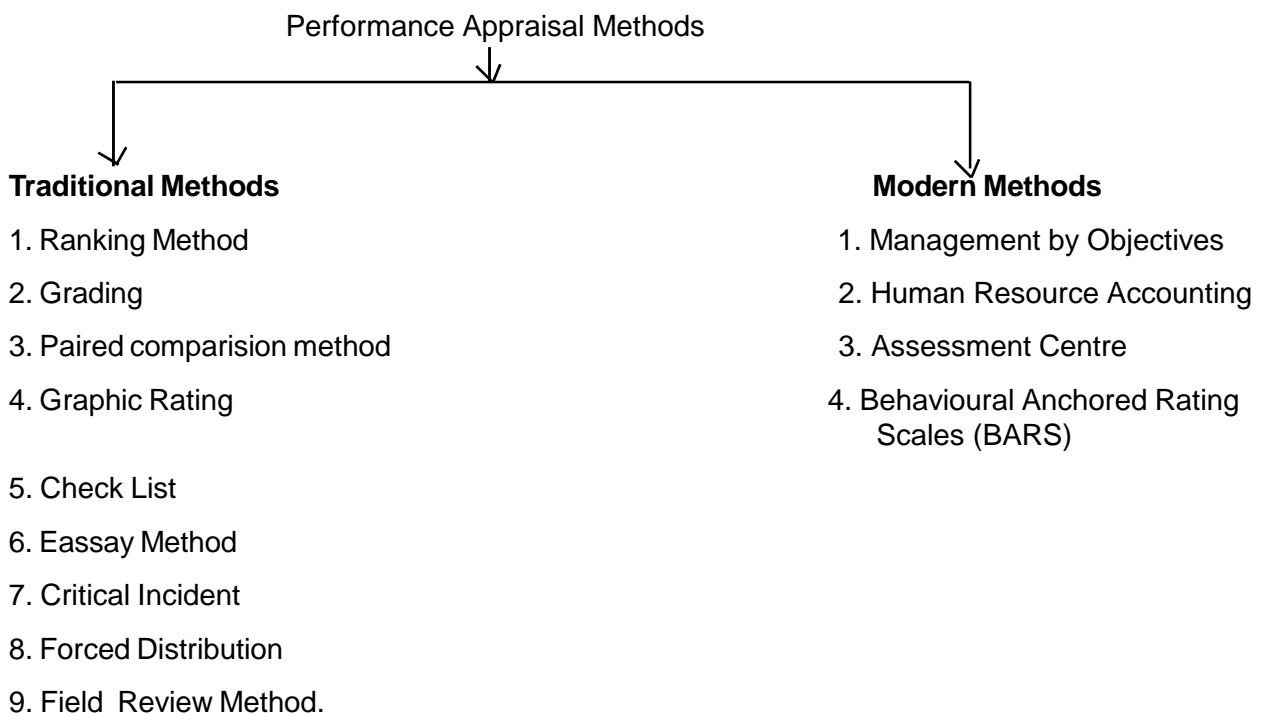 Performance Appraisal Methods
Traditional Methods
1. Ranking Method
2. Grading
3. Paired comparision method
4. Graphic Rating
5. Check List
6. Eassay Method
7. Critical Incident
8. Forced Distribution
9. Field Review Method.
Modern Methods
1. Management by Objectives
2. Human Resource Accounting
3. Assessment Centre
4. Behavioural Anchored Rating
Scales (BARS)